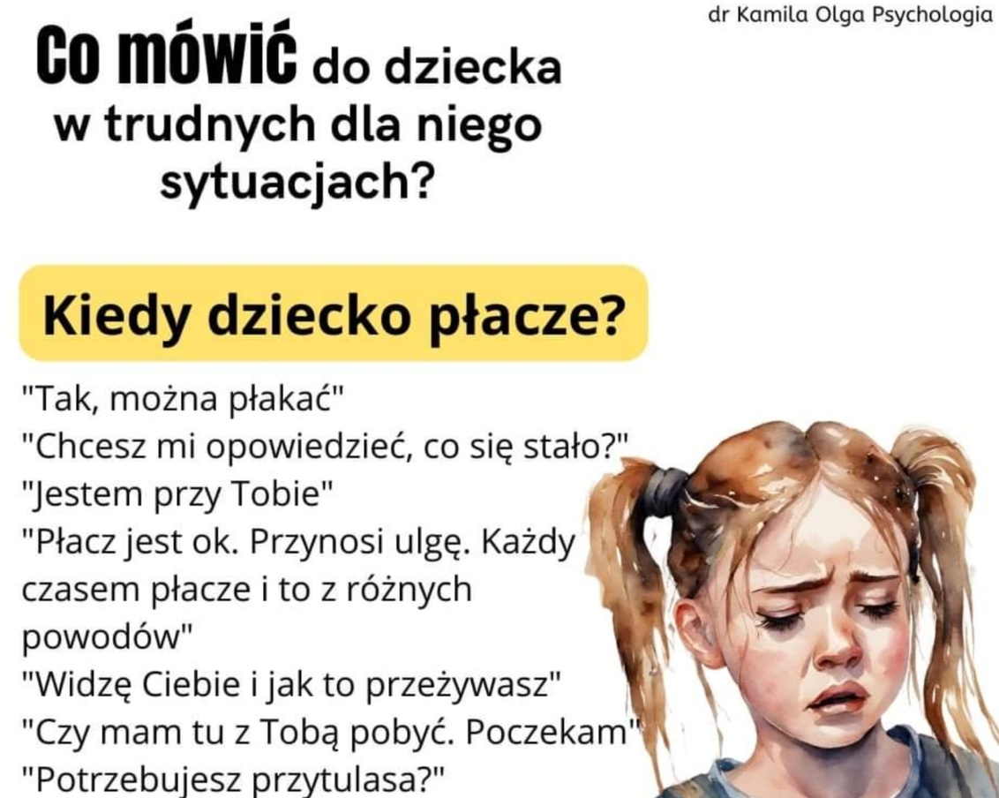 dr Kamila Olga Psychologia
Co mówić do dziecka
w trudnych dla niego
sytuacjach?
Kiedy dziecko płacze?
"Tak, można płakać"
"Chcesz mi opowiedzieć, co się stało?"
"Jestem przy Tobie"
"Płacz jest ok. Przynosi ulgę. Każdy
czasem płacze i to z różnych
powodów"
"Widzę Ciebie i jak to przeżywasz"
"Czy mam tu z Tobą pobyć. Poczekam"
"Potrzebujesz przytulasa?"